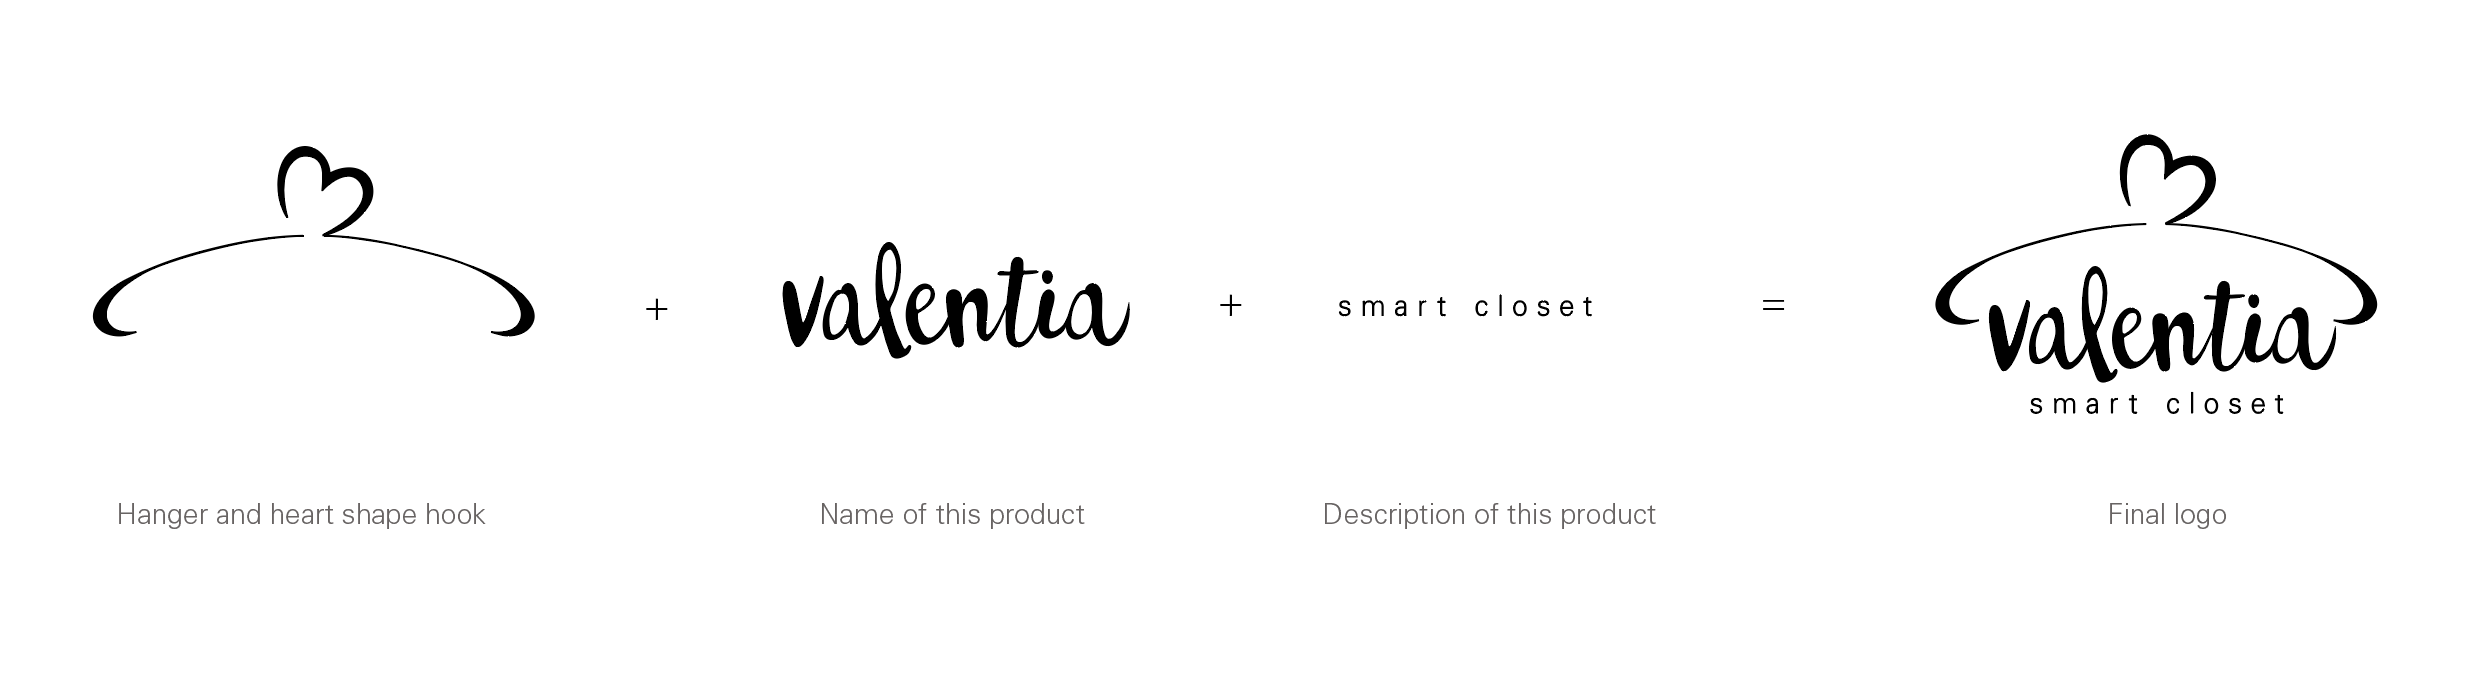 valentia
+
smart closet
+
=
valentia
smart closet
Hanger and heart shape hook
Name of this product
Description of this product
Final logo